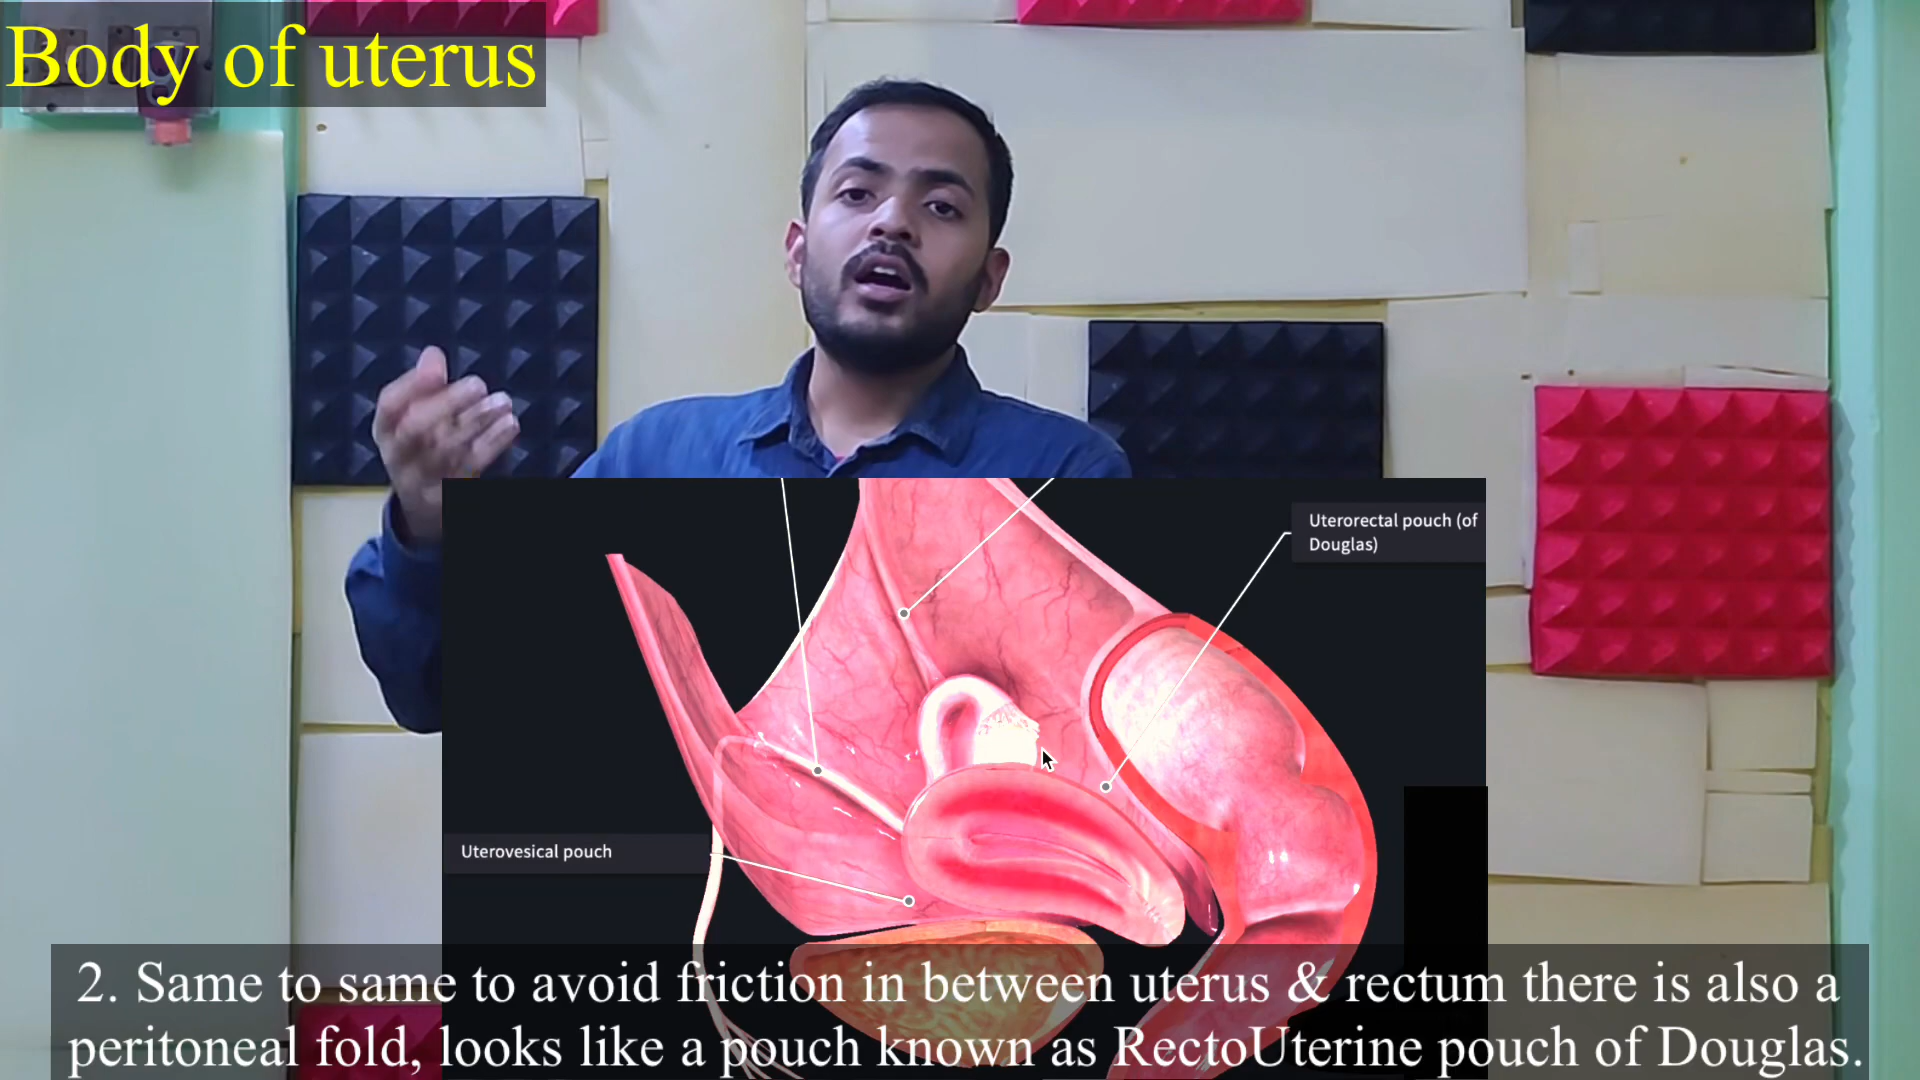 Body of uterus
Uterorectal pouch (of
Douglas)
Uterovesical pouch
2. Same to same to avoid friction in between uterus & rectum there is also a
peritoneal fold, looks like a pouch known as RectoUterine pouch of Douglas.